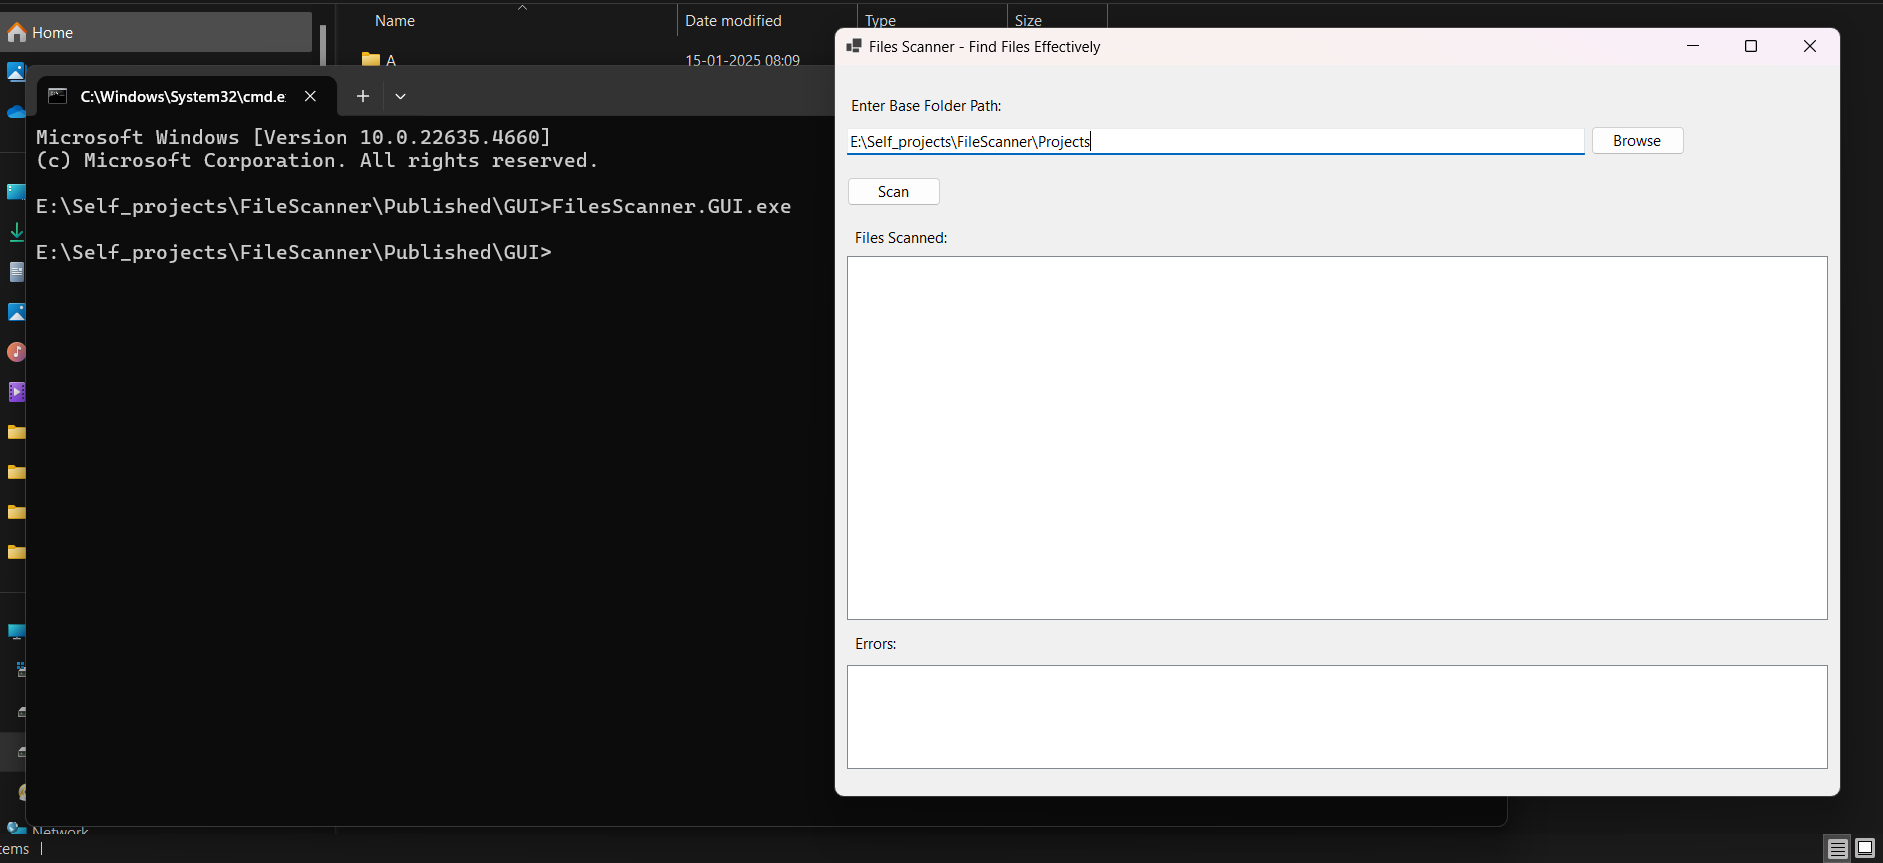 Home
Name
Date modified
Type
Size
A
15-01-2025 08:09
C:\Windows\System32\cmd.e
Microsoft Windows [Version 10.0.22635.4660]
(c) Microsoft Corporation. All rights reserved.
E:\Self_projects\FileScanner\Published\GUI>FilesScanner.GUI.exe
E:\Self_projects\FileScanner\Published\GUI>
Files Scanner - Find Files Effectively
Enter Base Folder Path:
E:\Self_projects\FileScanner\Projects
Browse
Scan
Files Scanned:
Errors:
Network
tems